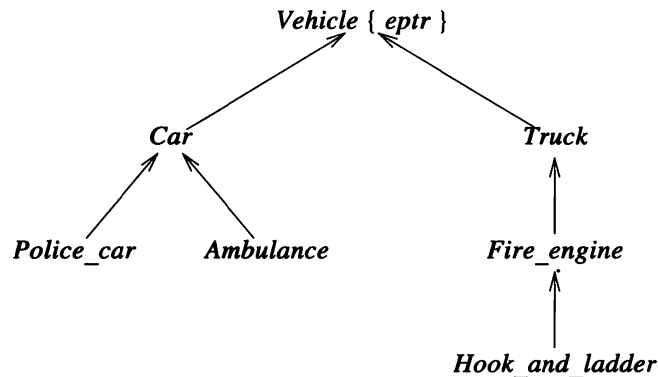 Vehicle { eptr }
Car
Truck
Police_car
Ambulance
Fire_engine
Hook_and_ladder